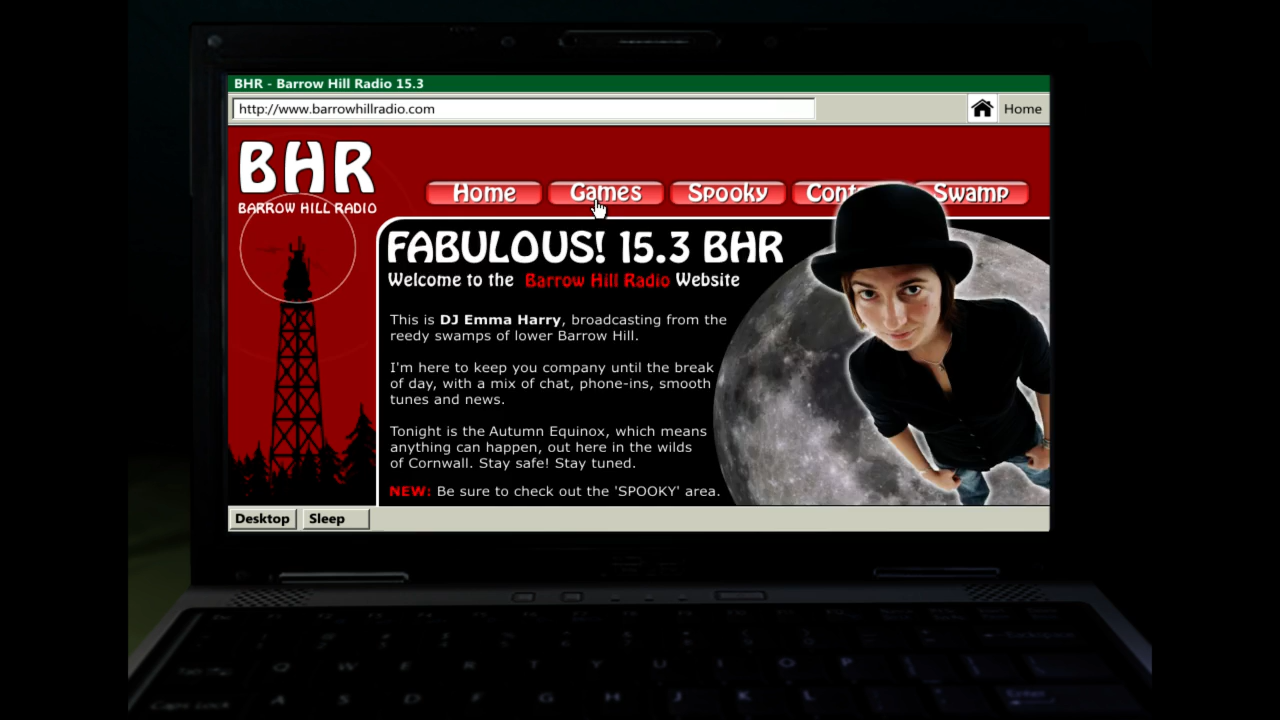 BHR - Barrow Hill Radio 15.3
http://www.barrowhillradio.com
Home
BHR
BARROW HILL RADIO
Home Games Spooky Cont Swamp
FABULOUS! 15.3 BHR
Welcome to the Barrow Hill Radio Website
This is DJ Emma Harry, broadcasting from the
reedy swamps of lower Barrow Hill.
I'm here to keep you company until the break
of day, with a mix of chat, phone-ins, smooth
tunes and news.
Tonight is the Autumn Equinox, which means
anything can happen, out here in the wilds
of Cornwall. Stay safe! Stay tuned.
NEW: Be sure to check out the 'SPOOKY' area.
Desktop Sleep
Q W E R T Y U I O P
Caps Lock A S D F G H J K L Enter